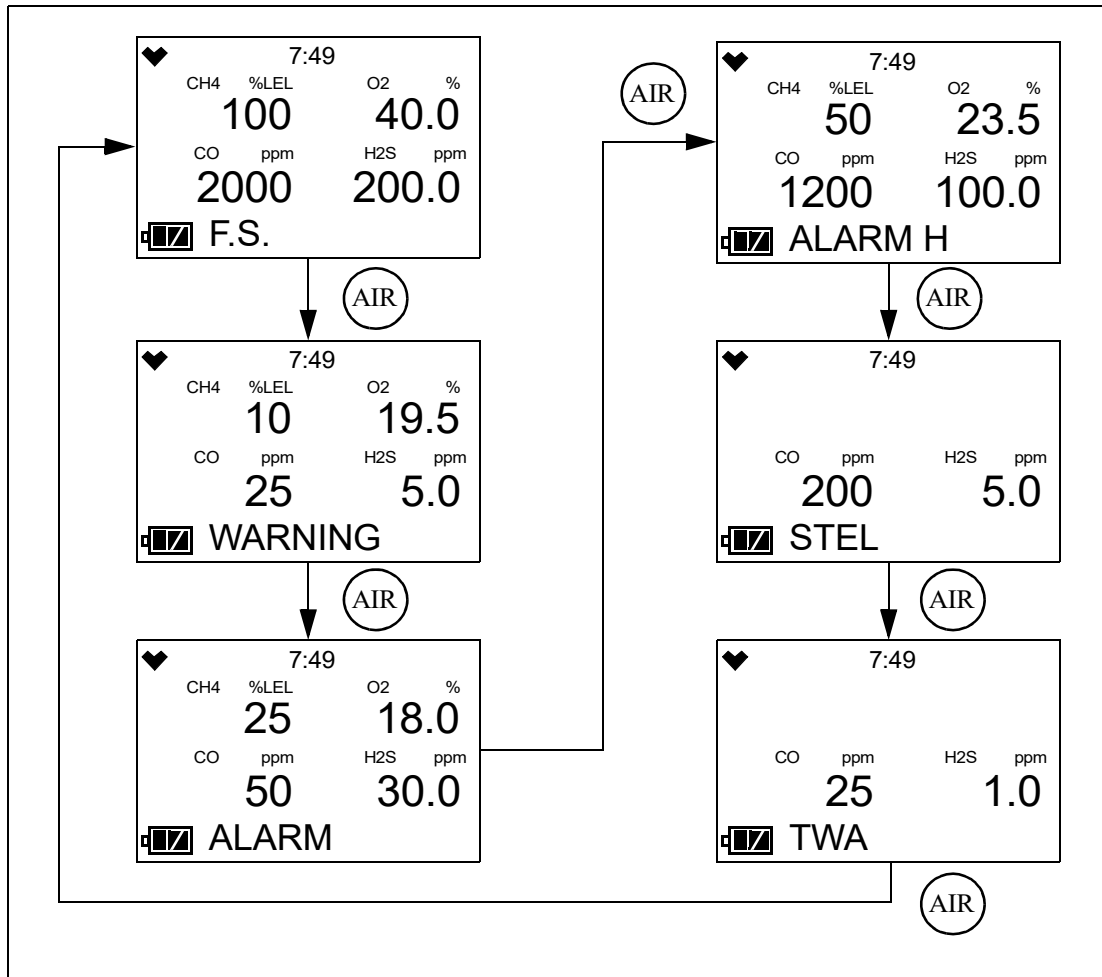 7:49
CH4 %LEL O2 %
100 40.0
CO ppm H2S ppm
2000 200.0
F.S.
AIR
7:49
CH4 %LEL O2 %
10 19.5
CO ppm H2S ppm
25 5.0
WARNING
AIR
7:49
CH4 %LEL O2 %
25 18.0
CO ppm H2S ppm
50 30.0
ALARM
AIR
7:49
CH4 %LEL O2 %
50 23.5
CO ppm H2S ppm
1200 100.0
ALARM H
AIR
7:49
CO ppm H2S ppm
200 5.0
STEL
AIR
7:49
CO ppm H2S ppm
25 1.0
TWA
AIR